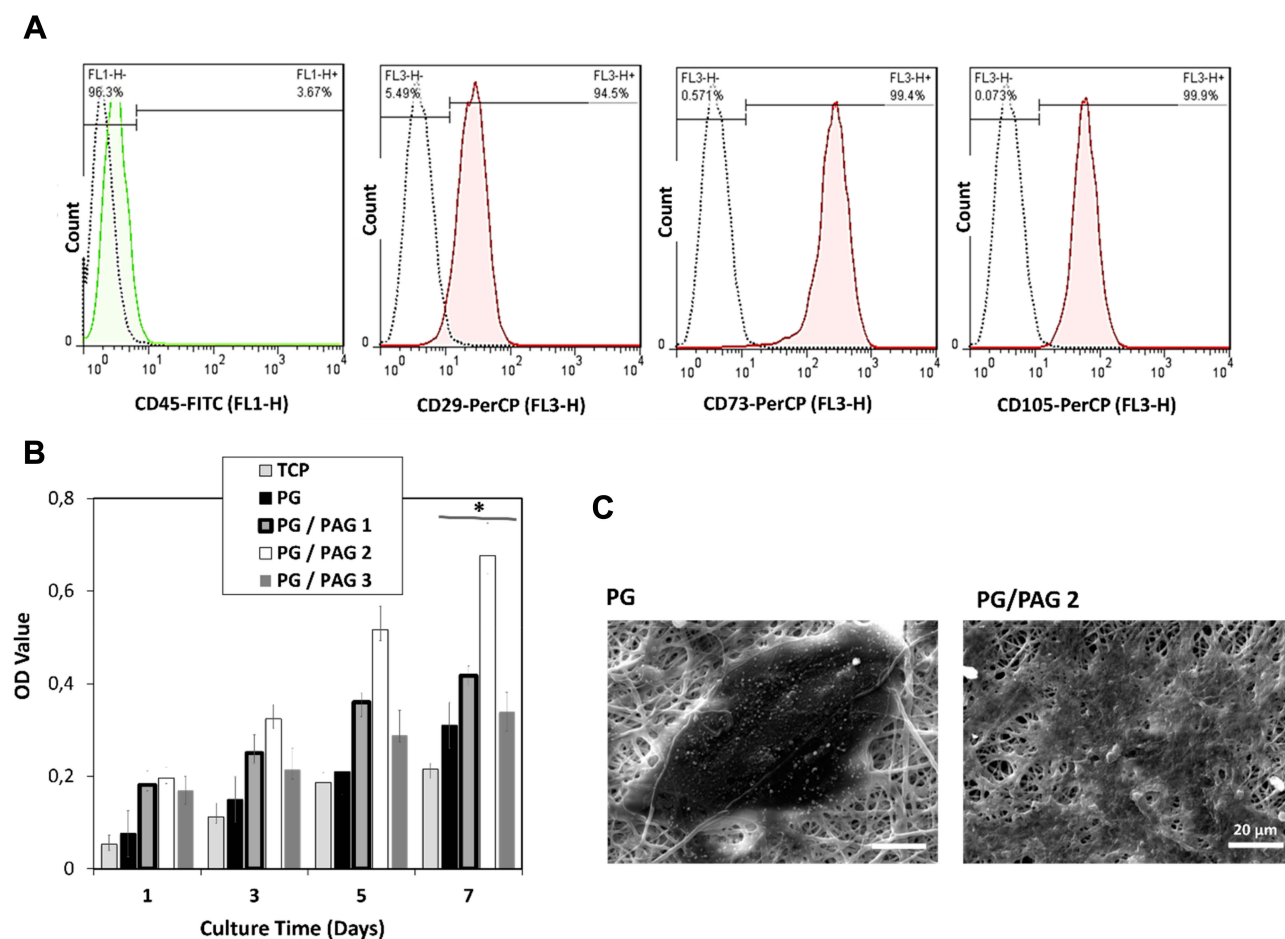 A
FL1-H- FL1-H+
96.3% 3.67%
Count
0
10^0 10^1 10^2 10^3 10^4
CD45-FITC (FL1-H)
FL3-H- FL3-H+
5.49% 94.5%
Count
0
10^0 10^1 10^2 10^3 10^4
CD29-PerCP (FL3-H)
FL3-H- FL3-H+
0.571% 99.4%
Count
0
10^0 10^1 10^2 10^3 10^4
CD73-PerCP (FL3-H)
FL3-H- FL3-H+
0.073% 99.9%
Count
0
10^0 10^1 10^2 10^3 10^4
CD105-PerCP (FL3-H)
B
TCP
PG
PG / PAG 1
PG / PAG 2
PG / PAG 3
*
0,8
0,6
0,4
0,2
0
OD Value
1 3 5 7
Culture Time (Days)
C
PG
PG/PAG 2
20 µm